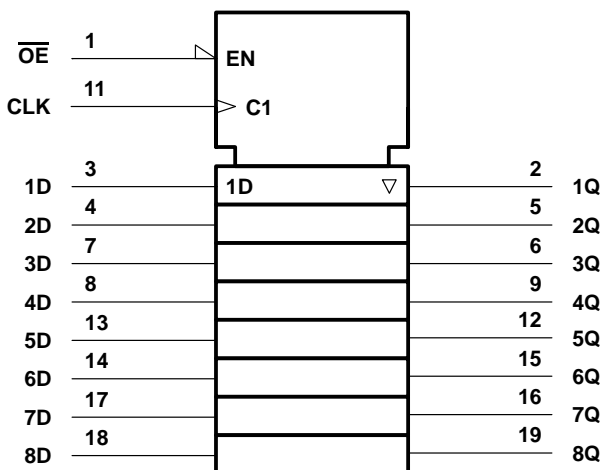 OE 1 EN
CLK 11 C1
1D 3 1D 2 1Q
2D 4 5 2Q
3D 7 6 3Q
4D 8 9 4Q
5D 13 12 5Q
6D 14 15 6Q
7D 17 16 7Q
8D 18 19 8Q